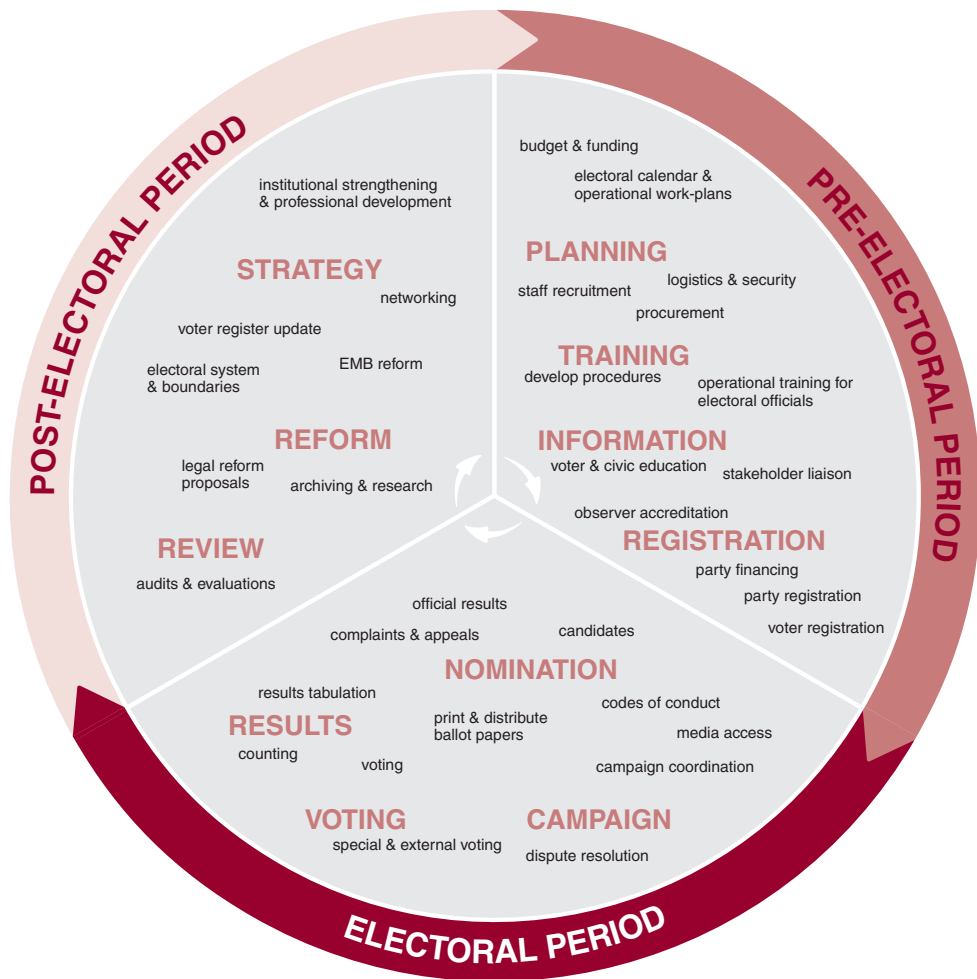 PRE-ELECTORAL PERIOD
budget & funding
electoral calendar &
operational work-plans
PLANNING
logistics & security
staff recruitment
procurement
TRAINING
develop procedures
operational training for
electoral officials
INFORMATION
voter & civic education
stakeholder liaison
observer accreditation
REGISTRATION
party financing
party registration
voter registration
ELECTORAL PERIOD
official results
complaints & appeals
candidates
NOMINATION
results tabulation
codes of conduct
print & distribute
ballot papers
RESULTS
media access
counting
voting
campaign coordination
VOTING
CAMPAIGN
special & external voting
dispute resolution
POST-ELECTORAL PERIOD
institutional strengthening
& professional development
STRATEGY
networking
voter register update
EMB reform
electoral system
& boundaries
REFORM
legal reform
proposals
archiving & research
REVIEW
audits & evaluations